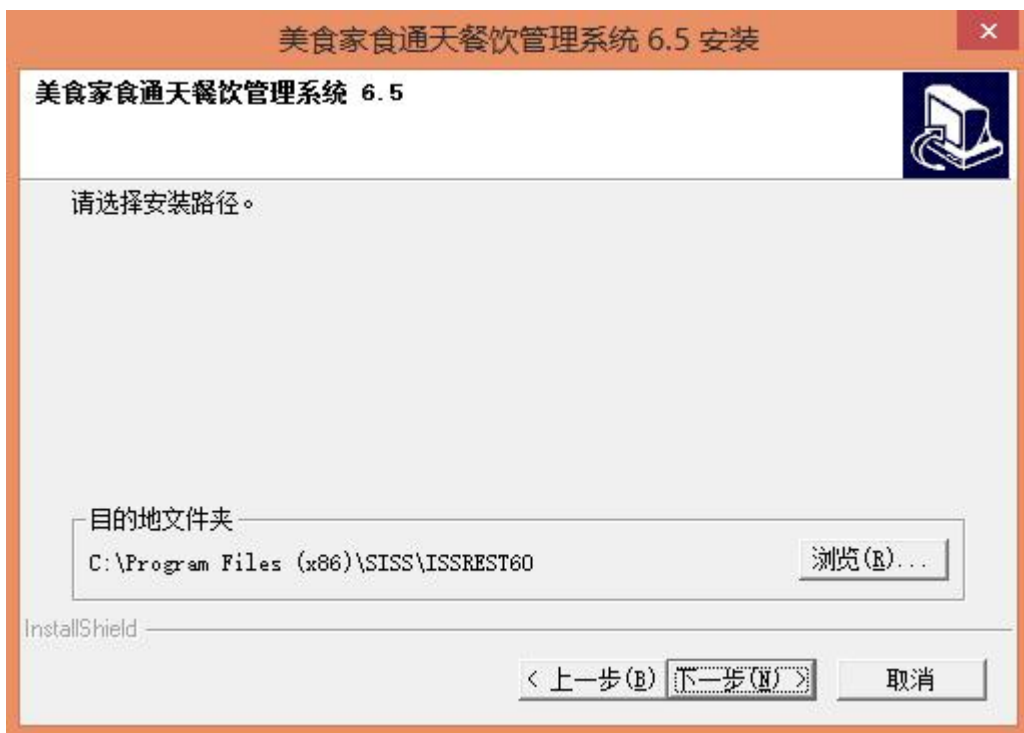 美食家食通天餐饮管理系统 6.5 安装
美食家食通天餐饮管理系统 6.5
请选择安装路径。
目的地文件夹
C:\Program Files (x86)\SISS\ISSREST60
浏览(R)...
InstallShield
< 上一步(B) 下一步(N) > 取消